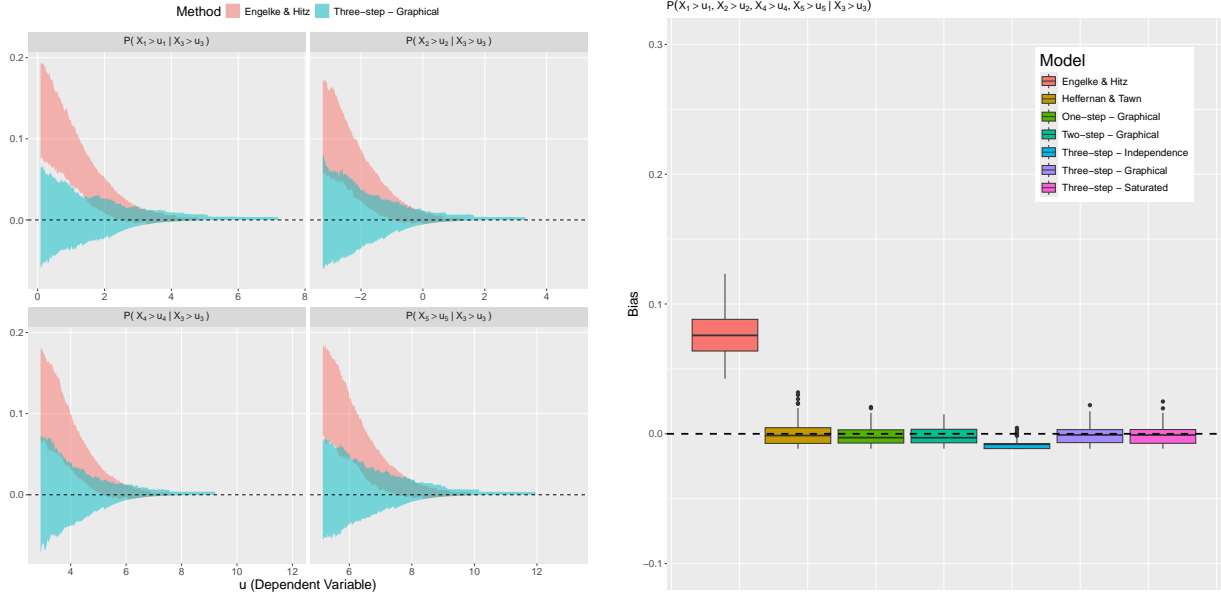 Method Engelke & Hitz Three−step − Graphical
P( X₁ > u₁ | X₃ > u₃ )
P( X₂ > u₂ | X₃ > u₃ )
0.2
0.1
0.0
0 2 4 6 8
−2 0 2 4
P( X₄ > u₄ | X₃ > u₃ )
P( X₅ > u₅ | X₃ > u₃ )
0.2
0.1
0.0
4 6 8 10 12
6 8 10 12
u (Dependent Variable)
P(X₁ > u₁, X₂ > u₂, X₄ > u₄, X₅ > u₅ | X₃ > u₃)
0.3
0.2
0.1
0.0
−0.1
Bias
Model
Engelke & Hitz
Heffernan & Tawn
One−step − Graphical
Two−step − Graphical
Three−step − Independence
Three−step − Graphical
Three−step − Saturated